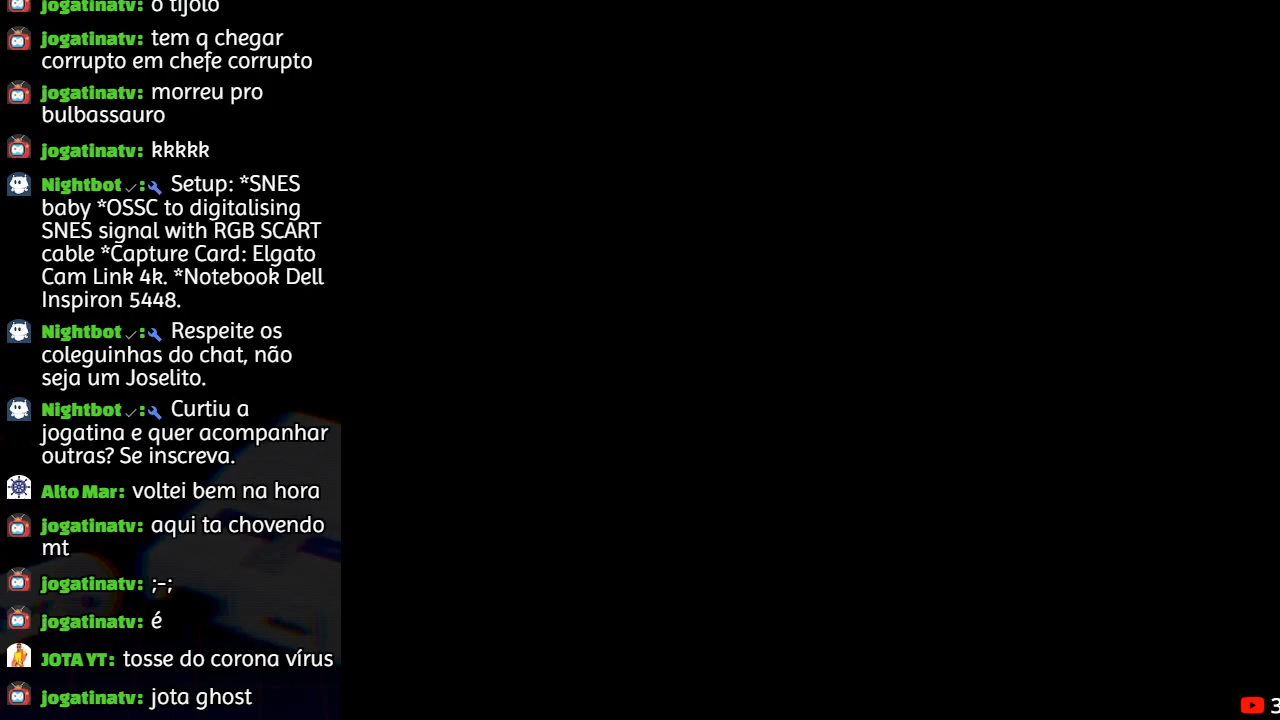 jogatinatv: o tijolo
jogatinatv: tem q chegar
corrupto em chefe corrupto
jogatinatv: morreu pro
bulbassauro
jogatinatv: kkkkk
Nightbot ✓: Setup: *SNES
baby *OSSC to digitalising
SNES signal with RGB SCART
cable *Capture Card: Elgato
Cam Link 4k. *Notebook Dell
Inspiron 5448.
Nightbot ✓: Respeite os
coleguinhas do chat, não
seja um Joselito.
Nightbot ✓: Curtiu a
jogatina e quer acompanhar
outras? Se inscreva.
Alto Mar: voltei bem na hora
jogatinatv: aqui ta chovendo
mt
jogatinatv: ;-;
jogatinatv: é
JOTA YT: tosse do corona vírus
jogatinatv: jota ghost
3